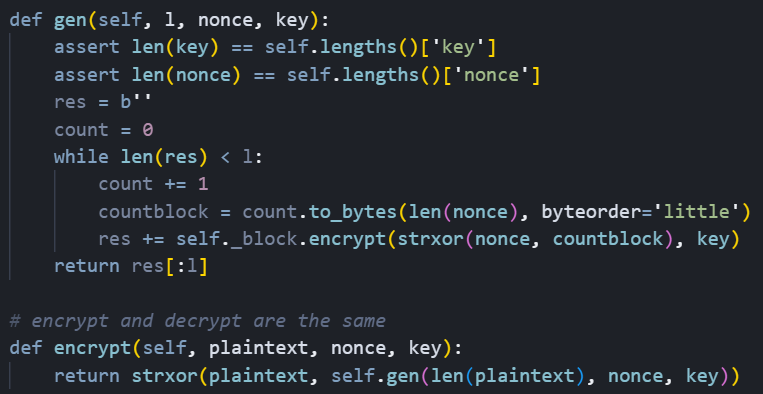 def gen(self, l, nonce, key):
    assert len(key) == self.lengths()['key']
    assert len(nonce) == self.lengths()['nonce']
    res = b''
    count = 0
    while len(res) < l:
        count += 1
        countblock = count.to_bytes(len(nonce), byteorder='little')
        res += self._block.encrypt(strxor(nonce, countblock), key)
    return res[:l]

# encrypt and decrypt are the same
def encrypt(self, plaintext, nonce, key):
    return strxor(plaintext, self.gen(len(plaintext), nonce, key))